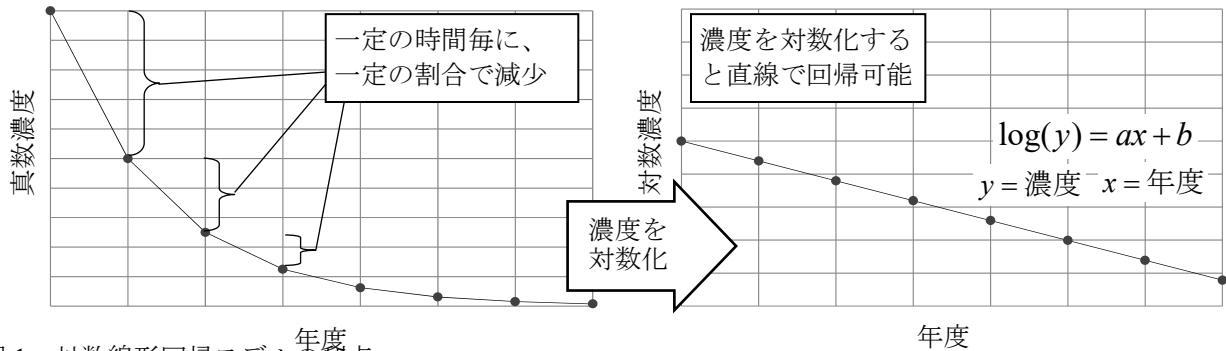 一定の時間毎に、
一定の割合で減少
真数濃度
年度
濃度を
対数化
濃度を対数化する
と直線で回帰可能
対数濃度
log(y) = ax + b
y = 濃度 x = 年度
年度